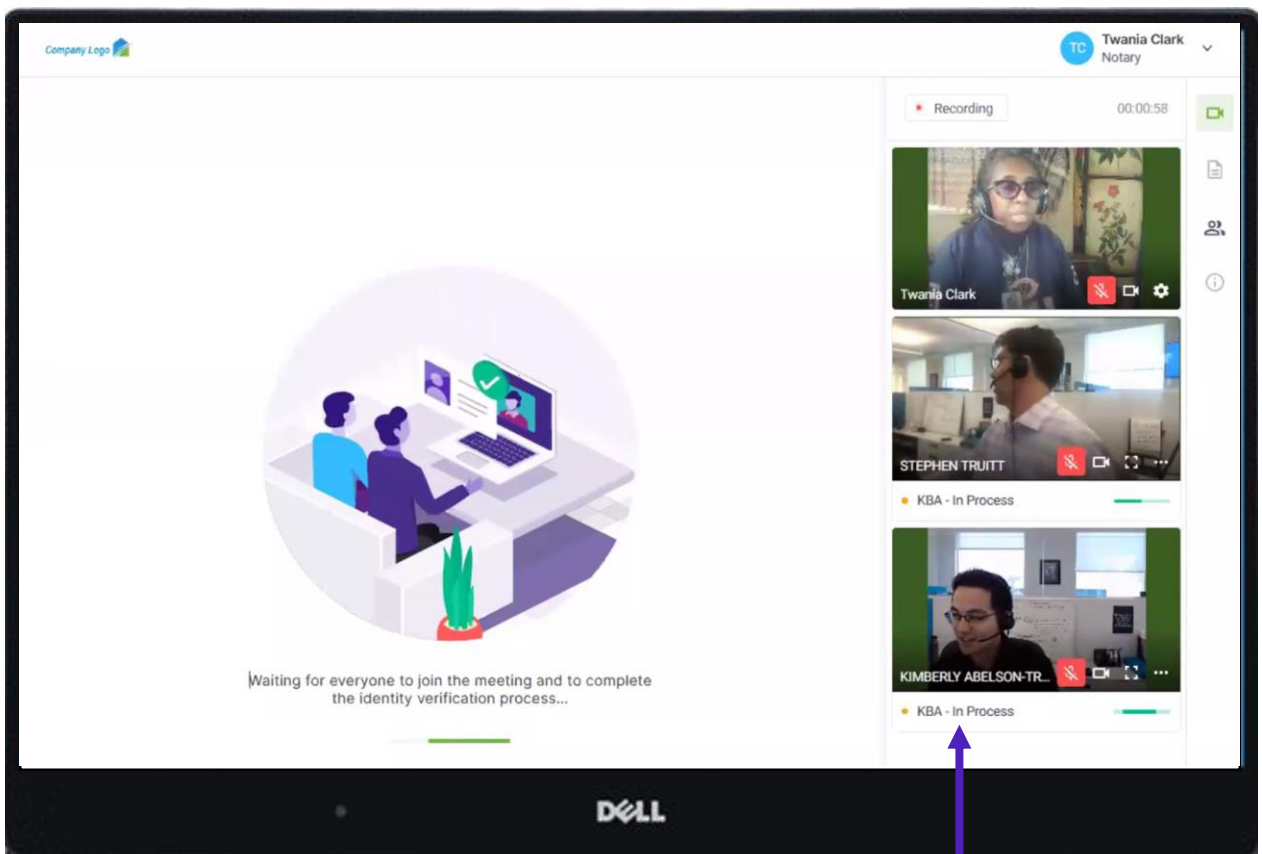 Company Logo
TC
Twania Clark
Notary
Recording
00:00:58
Twania Clark
STEPHEN TRUITT
KBA - In Process
KIMBERLY ABELSON-TR...
KBA - In Process
Waiting for everyone to join the meeting and to complete
the identity verification process...
DELL